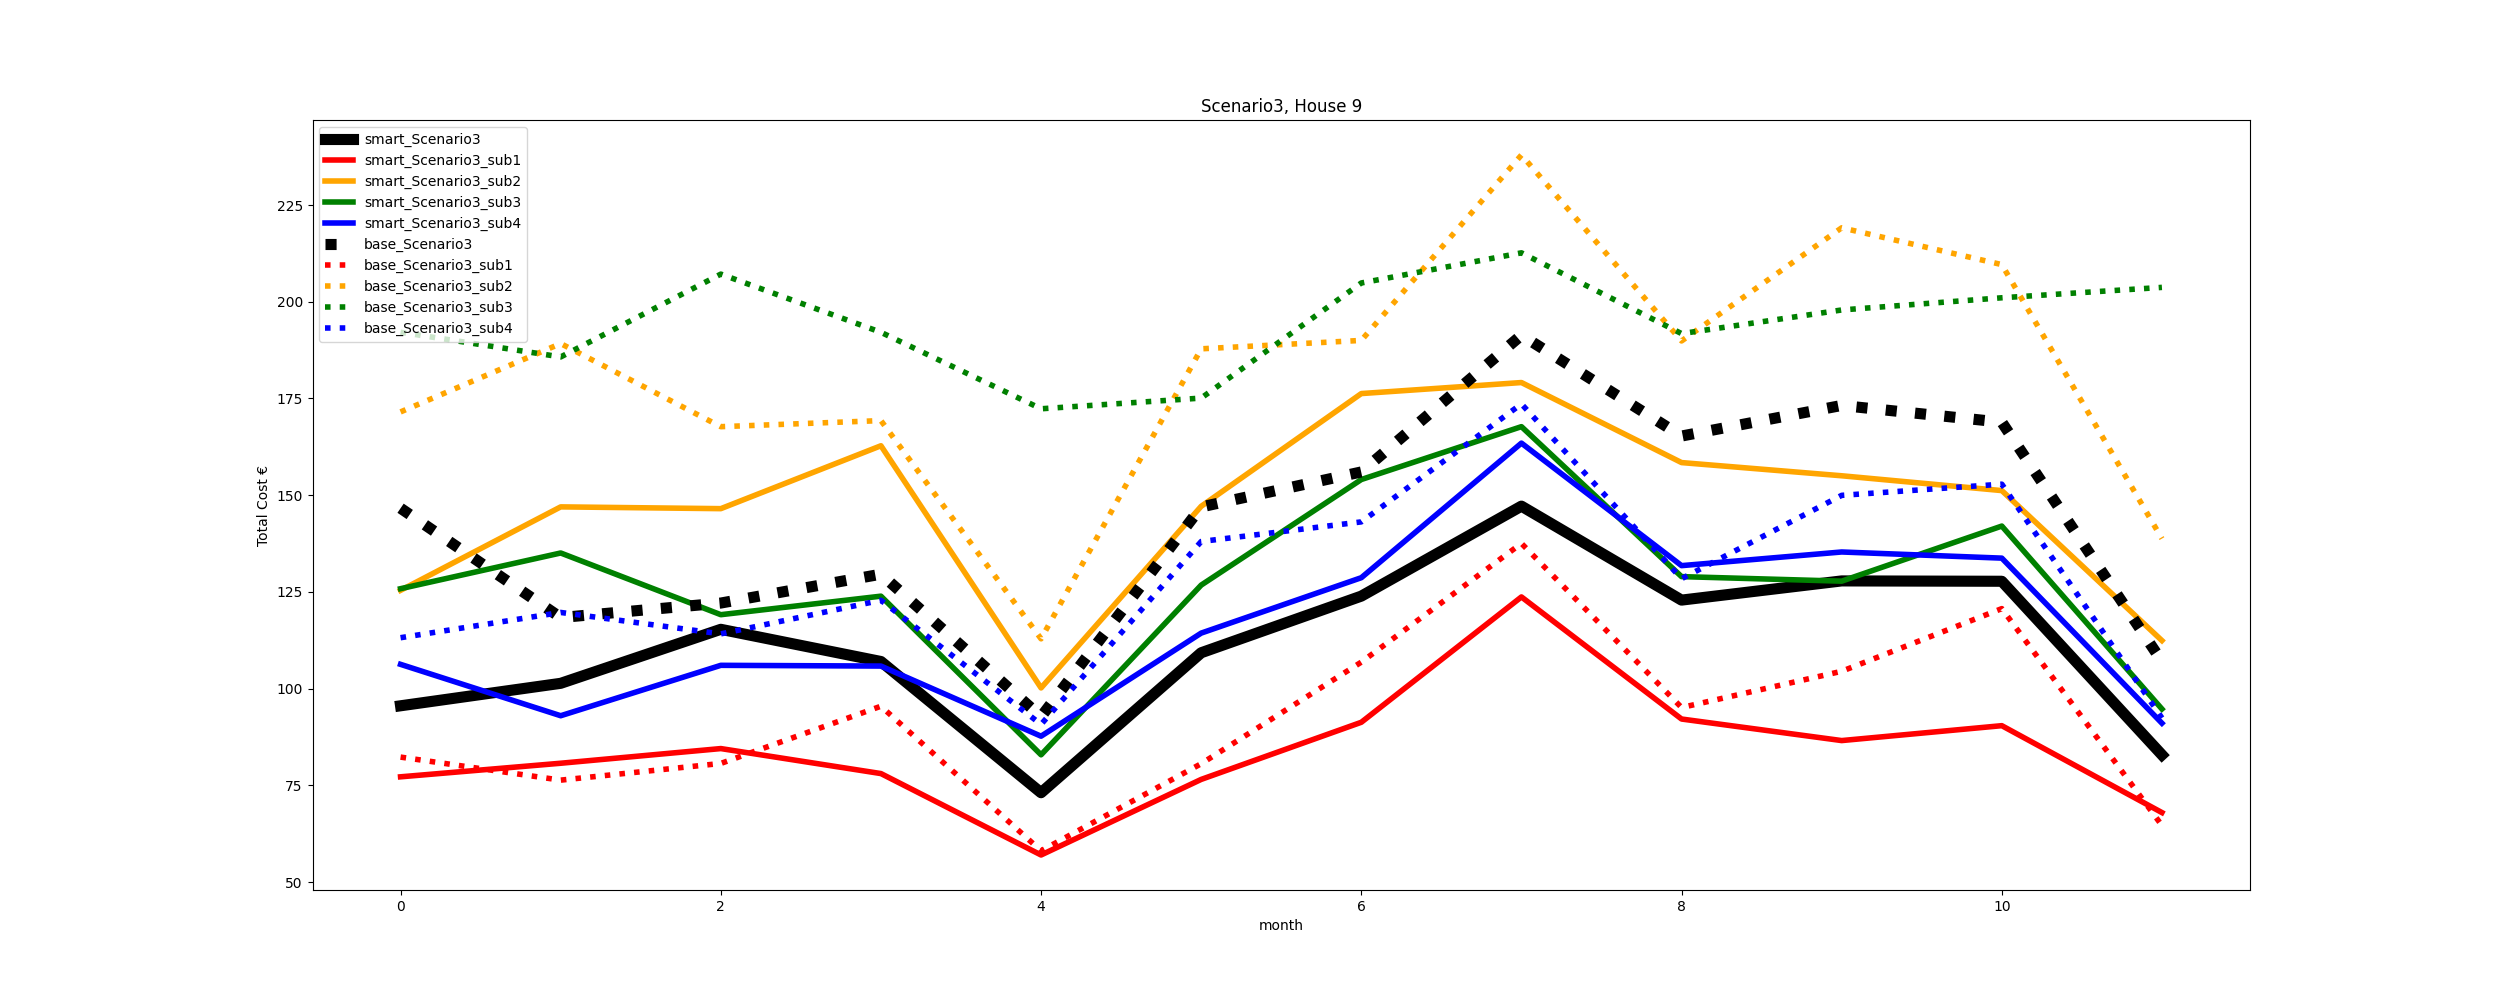 Scenario3, House 9
smart_Scenario3
smart_Scenario3_sub1
smart_Scenario3_sub2
smart_Scenario3_sub3
smart_Scenario3_sub4
base_Scenario3
base_Scenario3_sub1
base_Scenario3_sub2
base_Scenario3_sub3
base_Scenario3_sub4
Total Cost €
225
200
175
150
125
100
75
50
0 2 4 6 8 10
month